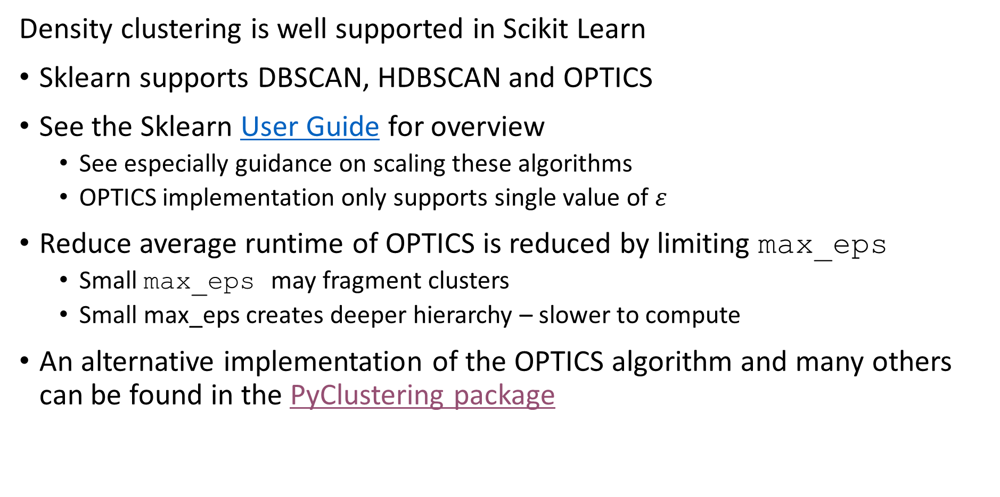 Density clustering is well supported in Scikit Learn
• Sklearn supports DBSCAN, HDBSCAN and OPTICS
• See the Sklearn User Guide for overview
• See especially guidance on scaling these algorithms
• OPTICS implementation only supports single value of ε
• Reduce average runtime of OPTICS is reduced by limiting max_eps
• Small max_eps may fragment clusters
• Small max_eps creates deeper hierarchy – slower to compute
• An alternative implementation of the OPTICS algorithm and many others
can be found in the PyClustering package